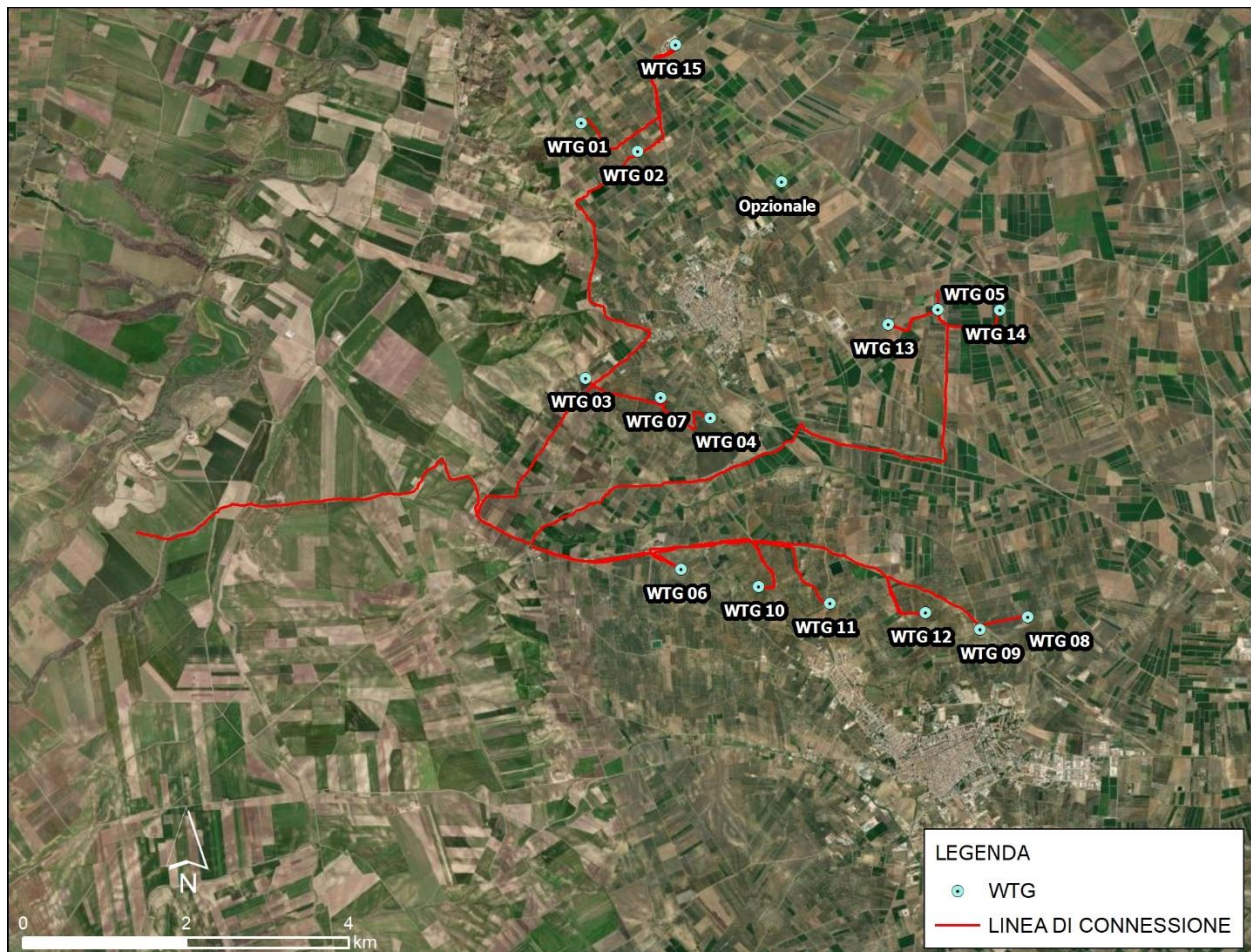 WTG 15
WTG 01
WTG 02
Opzionale
WTG 05
WTG 13
WTG 14
WTG 03
WTG 07
WTG 04
WTG 06
WTG 10
WTG 11
WTG 12
WTG 09
WTG 08
N
0 2 4
km
LEGENDA
WTG
LINEA DI CONNESSIONE